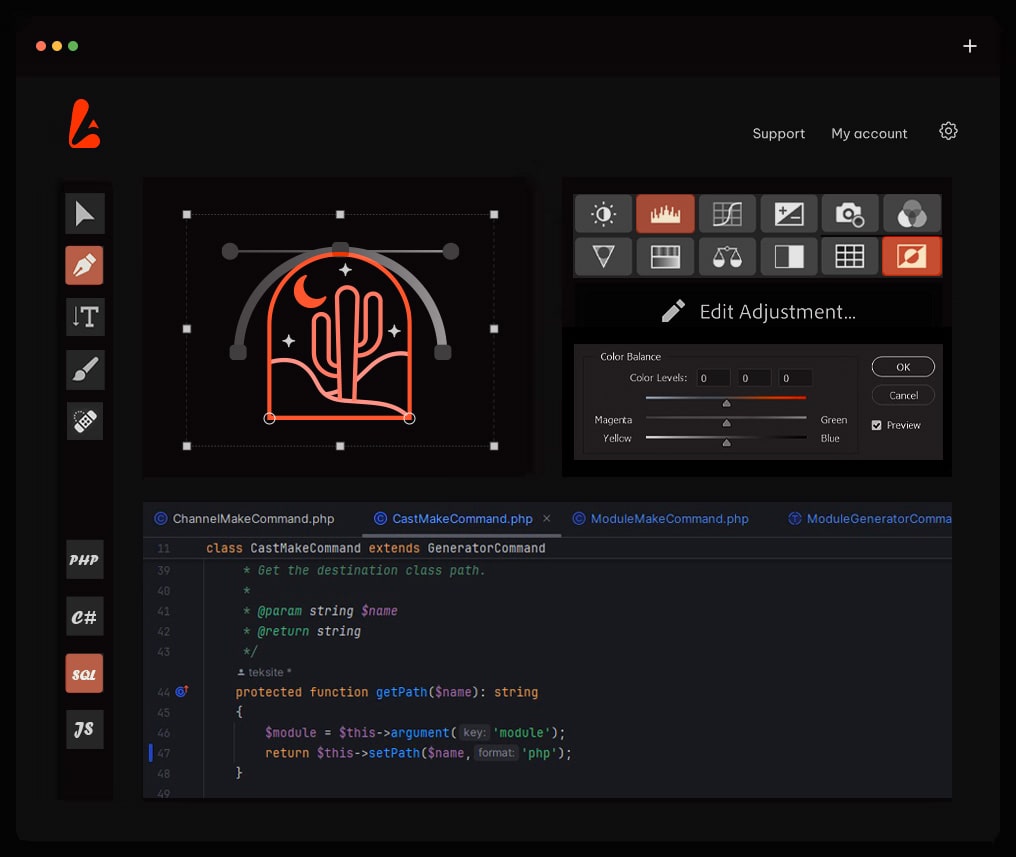 Support My account
T
Edit Adjustment...
Color Balance
Color Levels: 0 0 0
OK
Cancel
Magenta Green
Yellow Blue
Preview
PHP
C#
SQL
JS
ChannelMakeCommand.php CastMakeCommand.php × ModuleMakeCommand.php ModuleGeneratorComma
11 class CastMakeCommand extends GeneratorCommand
39 * Get the destination class path.
40 *
41 * @param string $name
42 * @return string
43 */
teksite *
44 protected function getPath($name): string
45 {
46 $module = $this->argument( key: 'module');
47 return $this->setPath($name, format: 'php');
48 }
49